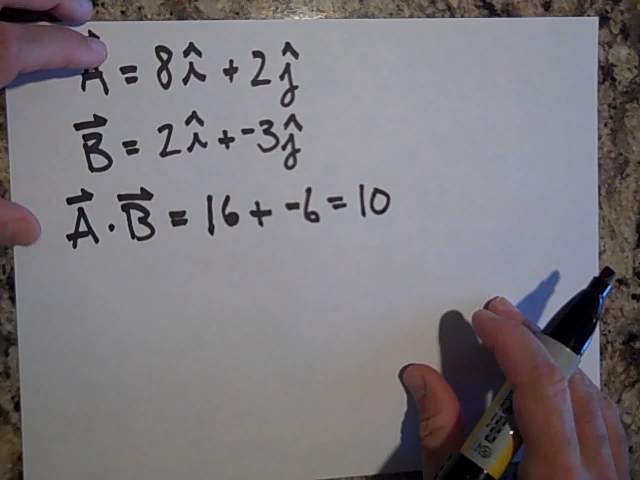 A⃗ = 8î + 2ĵ
B⃗ = 2î + -3ĵ
A⃗ · B⃗ = 16 + -6 = 10